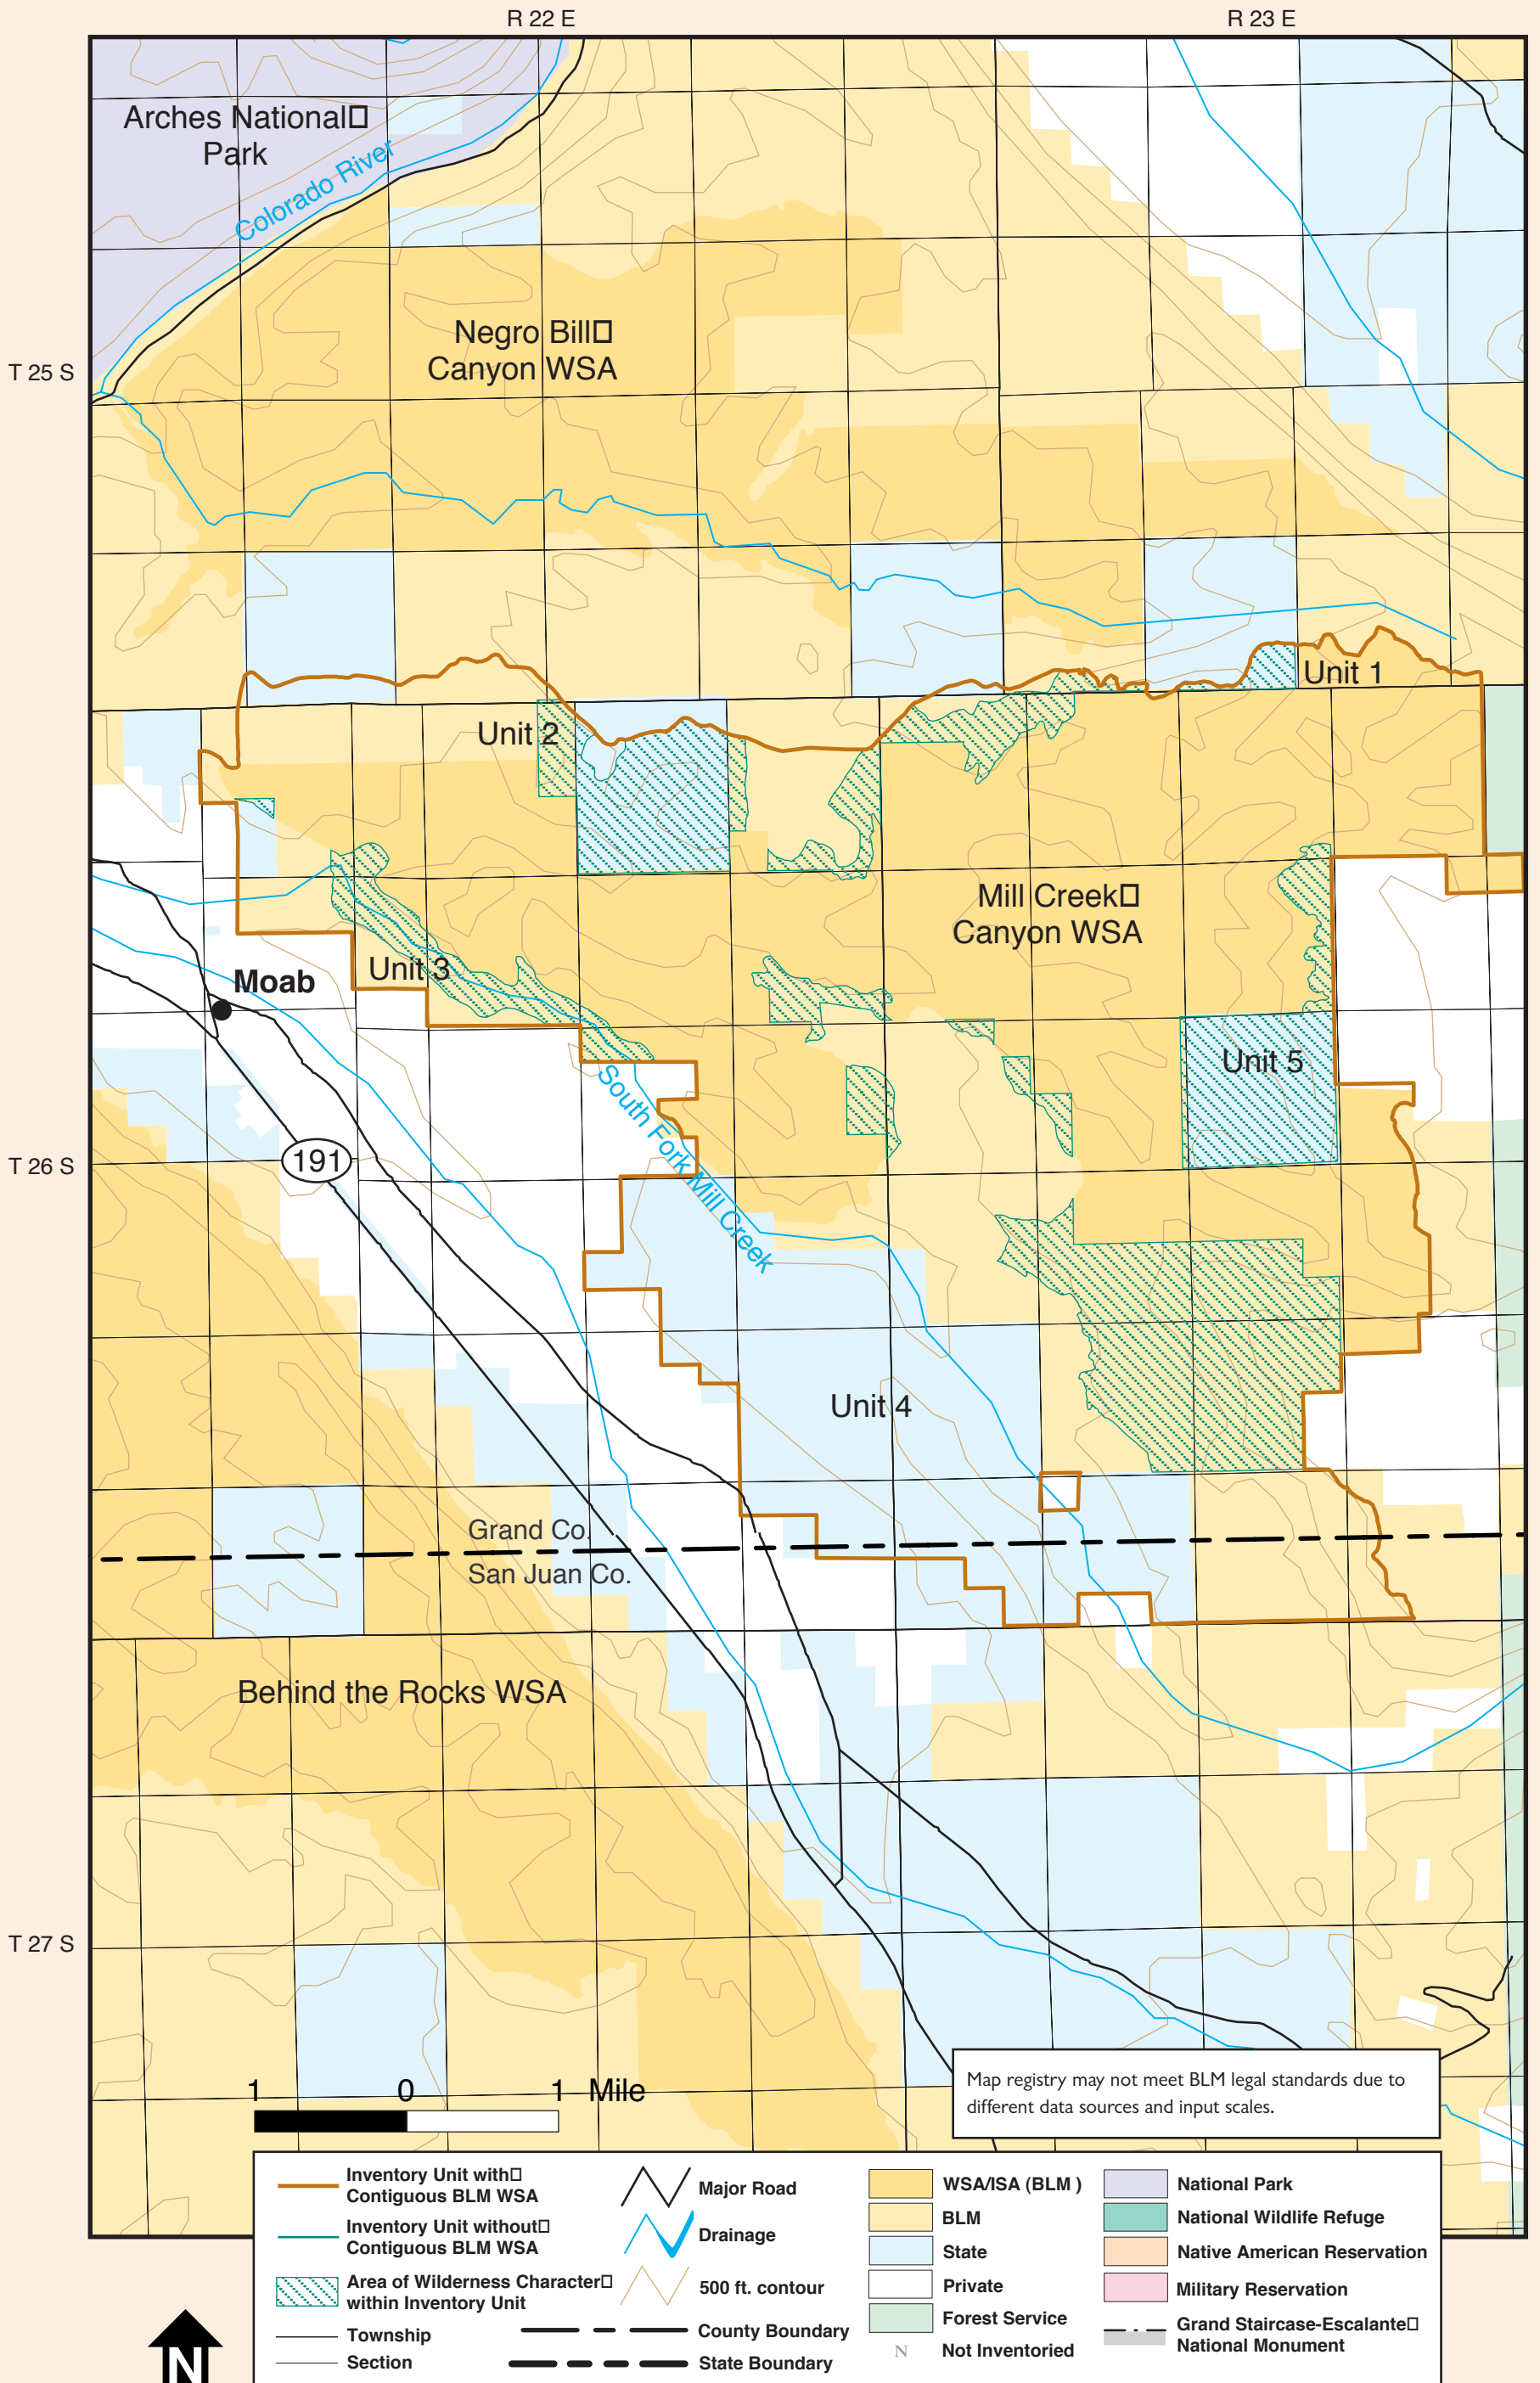 R 22 E
R 23 E
Arches National□
Park
Colorado River
Negro Bill□
Canyon WSA
T 25 S
Unit 1
Unit 2
Mill Creek□
Canyon WSA
Unit 3
Moab
Unit 5
South Fork Mill Creek
T 26 S
191
Unit 4
Grand Co.
San Juan Co.
Behind the Rocks WSA
T 27 S
1 0 1 Mile
Map registry may not meet BLM legal standards due to
different data sources and input scales.
Inventory Unit with□
Contiguous BLM WSA
Inventory Unit without□
Contiguous BLM WSA
Area of Wilderness Character□
within Inventory Unit
Township
Section
Major Road
Drainage
500 ft. contour
County Boundary
State Boundary
WSA/ISA (BLM )
BLM
State
Private
Forest Service
N Not Inventoried
National Park
National Wildlife Refuge
Native American Reservation
Military Reservation
Grand Staircase-Escalante□
National Monument
N